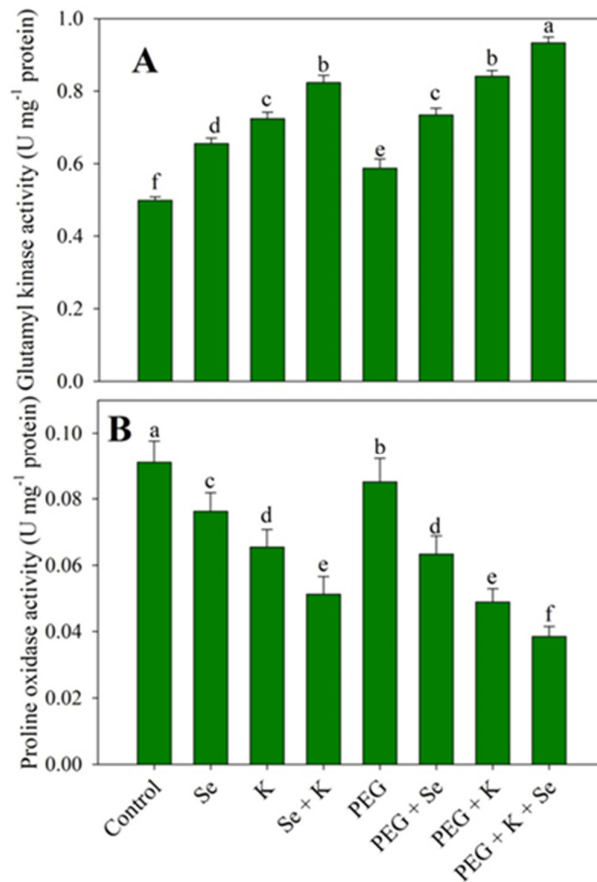 Glutamyl kinase activity (U mg⁻¹ protein)
A
1.0
0.8
0.6
0.4
0.2
0.0
f
d
c
b
e
c
b
a
Proline oxidase activity (U mg⁻¹ protein)
B
0.10
0.08
0.06
0.04
0.02
0.00
a
c
d
e
b
d
e
f
Control
Se
K
Se + K
PEG
PEG + Se
PEG + K
PEG + K + Se